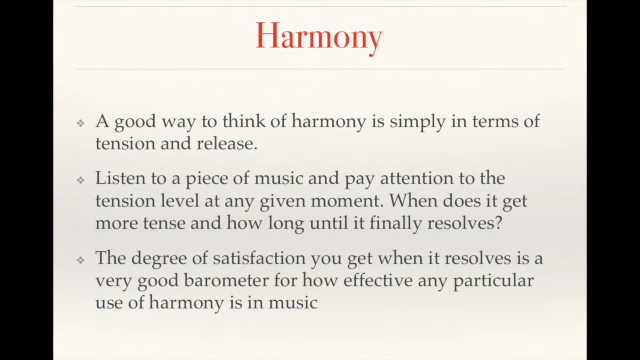 Harmony
A good way to think of harmony is simply in terms of
tension and release.
Listen to a piece of music and pay attention to the
tension level at any given moment. When does it get
more tense and how long until it finally resolves?
The degree of satisfaction you get when it resolves is a
very good barometer for how effective any particular
use of harmony is in music